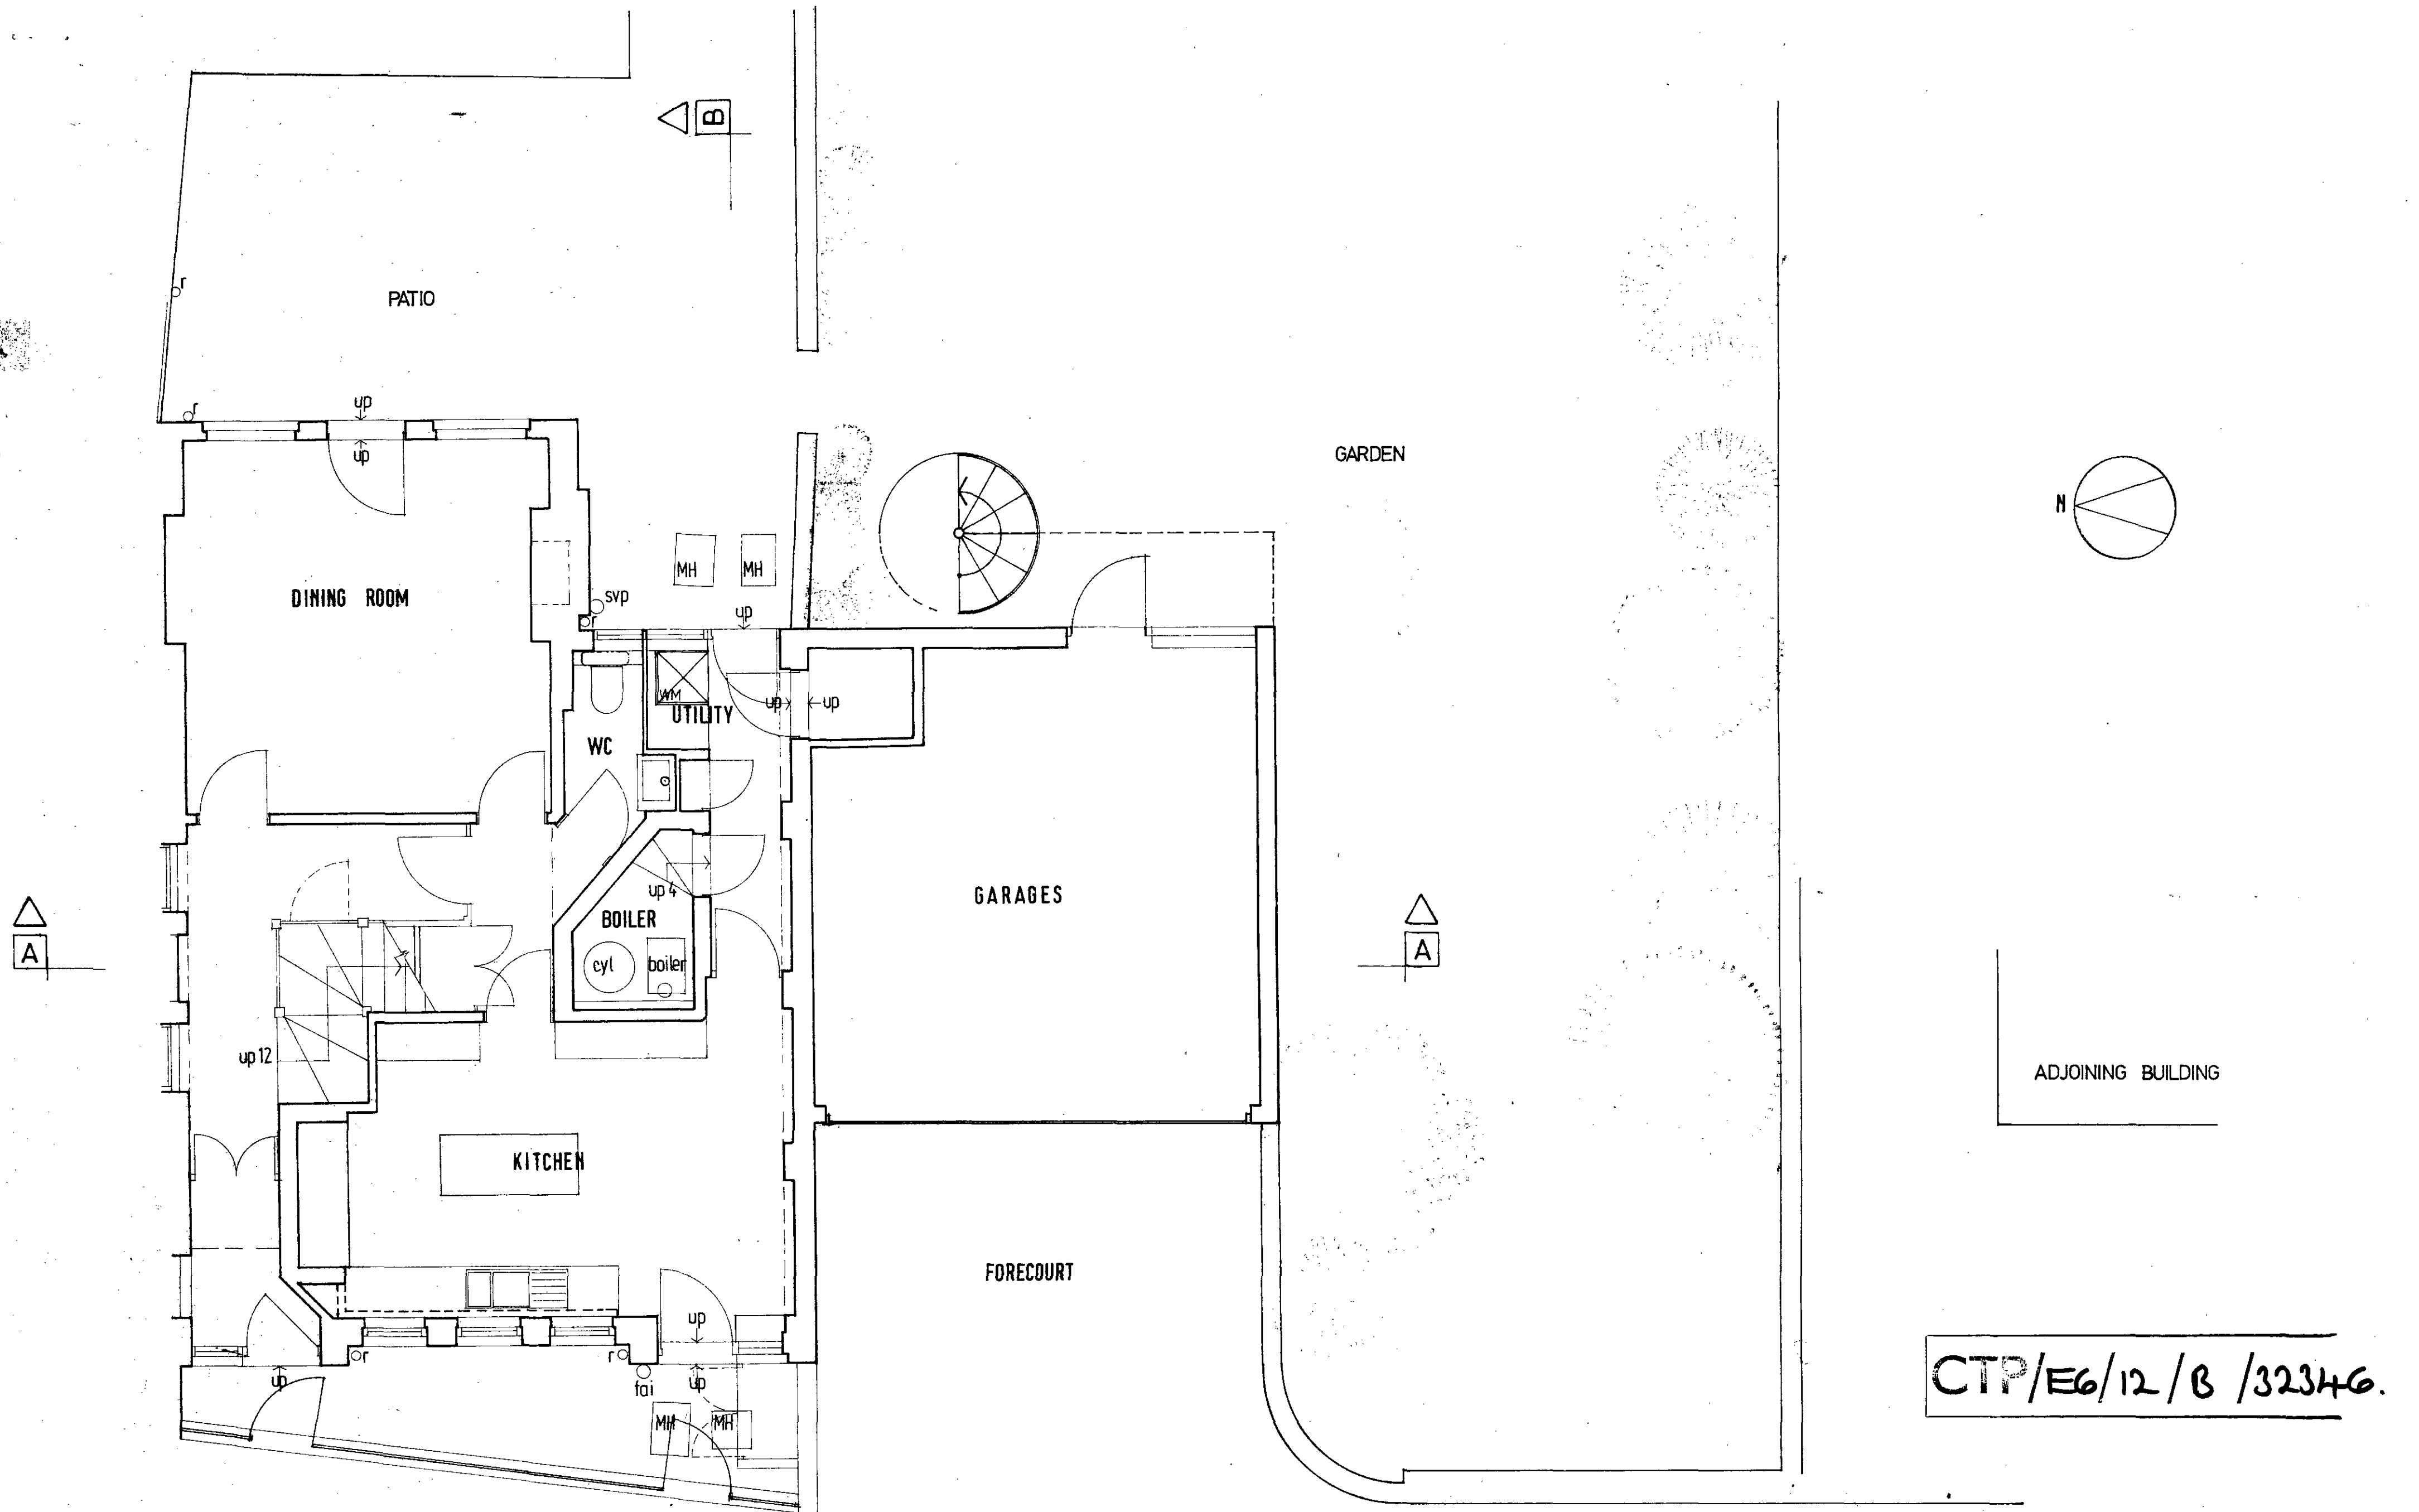 B
r
PATIO
r
up
up
GARDEN
N
MH
MH
DINING ROOM
svp
r
up
WM
up
up
UTILITY
WC
up 4
GARAGES
BOILER
A
A
cyl
boiler
up 12
ADJOINING BUILDING
KITCHEN
FORECOURT
up
r
r
up
fai
up
MH
MH
CTP/E6/12/B/32346.